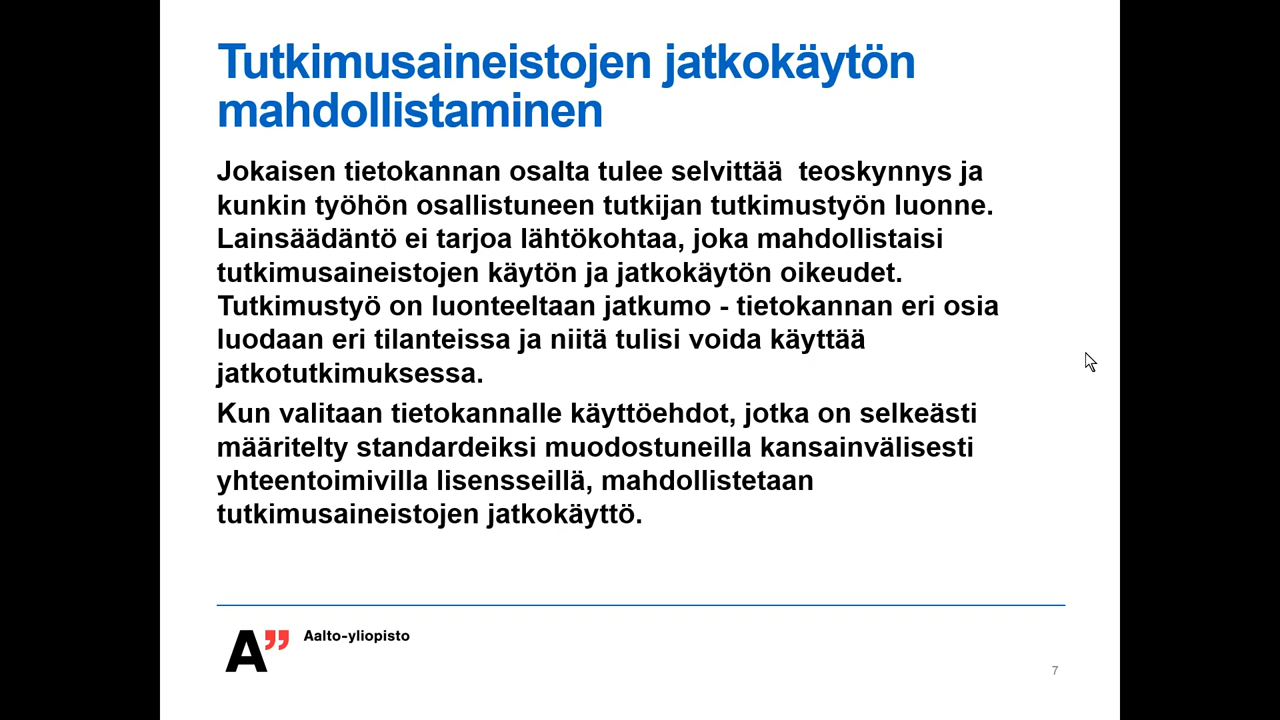 Tutkimusaineistojen jatkokäytön
mahdollistaminen
Jokaisen tietokannan osalta tulee selvittää  teoskynnys ja
kunkin työhön osallistuneen tutkijan tutkimustyön luonne.
Lainsäädäntö ei tarjoa lähtökohtaa, joka mahdollistaisi
tutkimusaineistojen käytön ja jatkokäytön oikeudet.
Tutkimustyö on luonteeltaan jatkumo - tietokannan eri osia
luodaan eri tilanteissa ja niitä tulisi voida käyttää
jatkotutkimuksessa.
Kun valitaan tietokannalle käyttöehdot, jotka on selkeästi
määritelty standardeiksi muodostuneilla kansainvälisesti
yhteentoimivilla lisensseillä, mahdollistetaan
tutkimusaineistojen jatkokäyttö.
A” Aalto-yliopisto
7